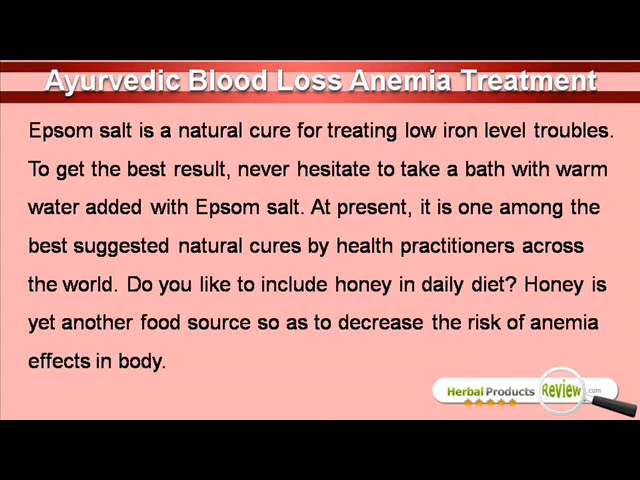 Ayurvedic Blood Loss Anemia Treatment
Epsom salt is a natural cure for treating low iron level troubles.
To get the best result, never hesitate to take a bath with warm
water added with Epsom salt. At present, it is one among the
best suggested natural cures by health practitioners across
the world. Do you like to include honey in daily diet? Honey is
yet another food source so as to decrease the risk of anemia
effects in body.
Herbal Products Review .com